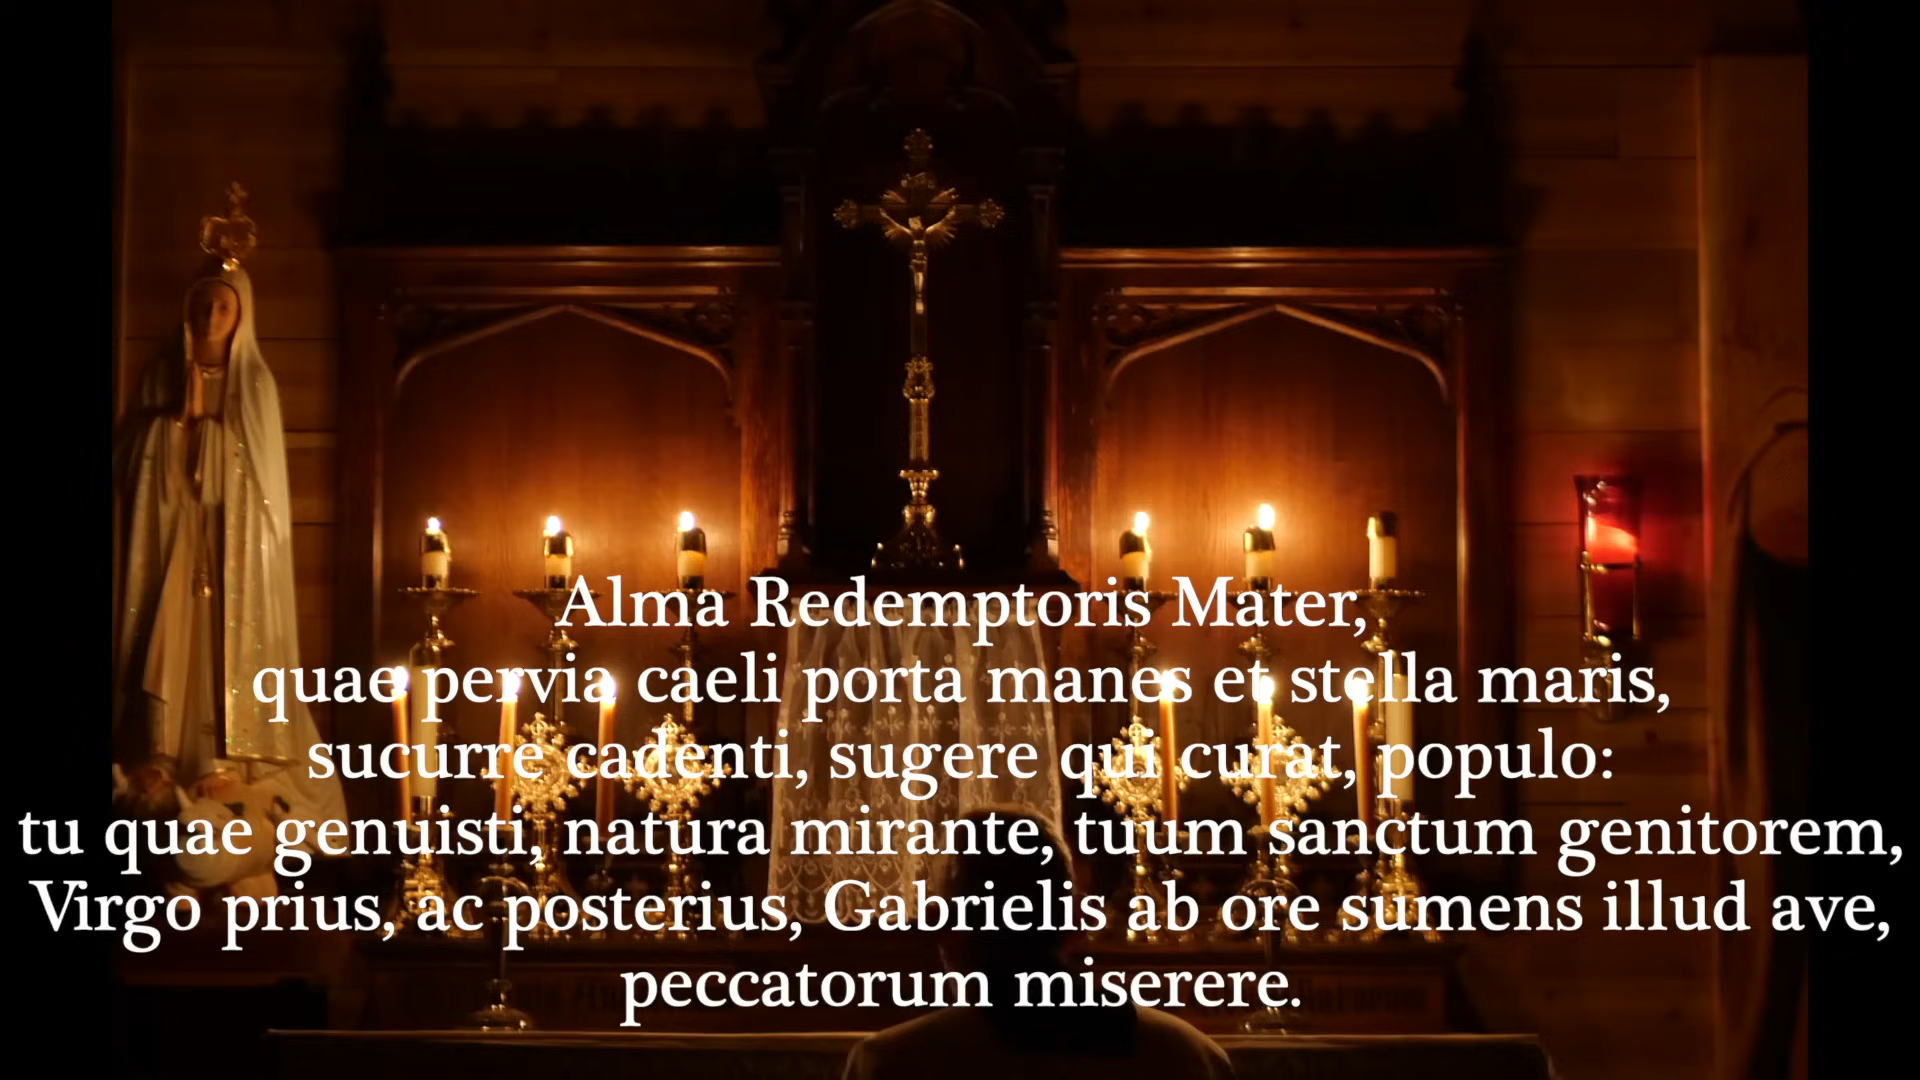 Alma Redemptoris Mater,
quae pervia caeli porta manes et stella maris,
sucurre cadenti, sugere qui curat, populo:
tu quae genuisti, natura mirante, tuum sanctum genitorem,
Virgo prius, ac posterius, Gabrielis ab ore sumens illud ave,
peccatorum miserere.